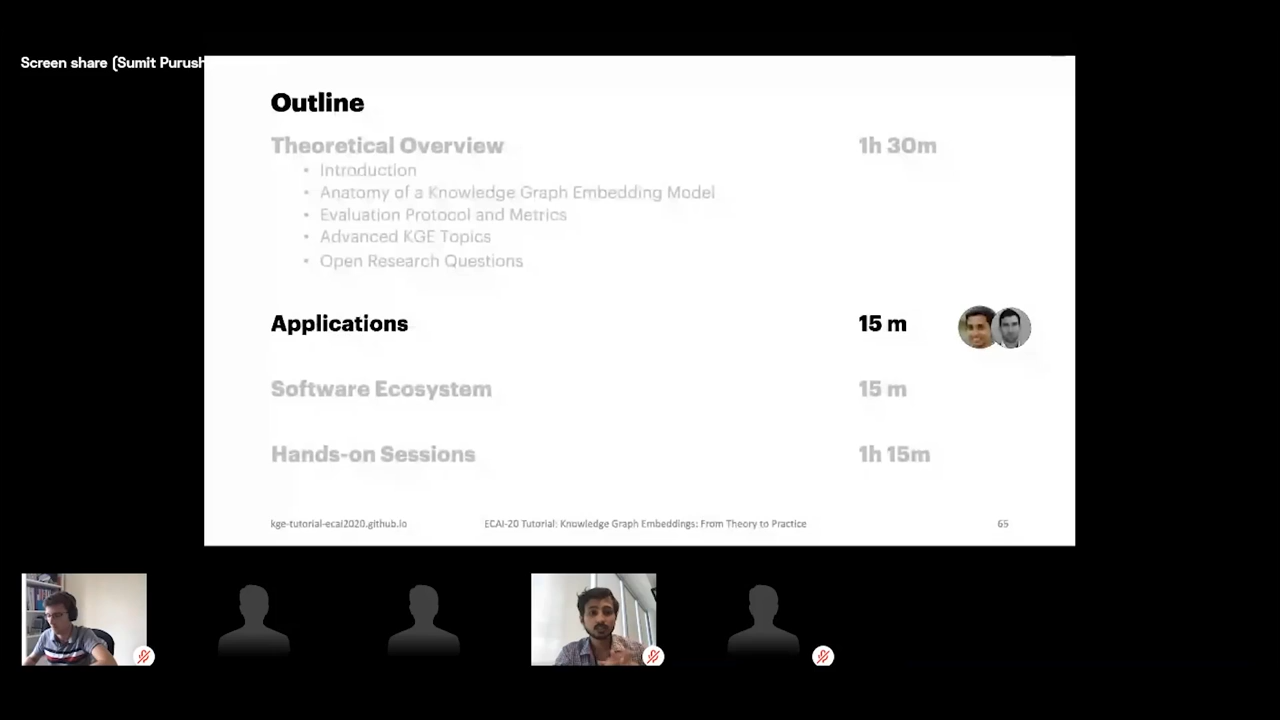 Screen share (Sumit Purush
Outline
Theoretical Overview 1h 30m
• Introduction
• Anatomy of a Knowledge Graph Embedding Model
• Evaluation Protocol and Metrics
• Advanced KGE Topics
• Open Research Questions
Applications 15 m
Software Ecosystem 15 m
Hands-on Sessions 1h 15m
kge-tutorial-ecai2020.github.io ECAI-20 Tutorial: Knowledge Graph Embeddings: From Theory to Practice 65